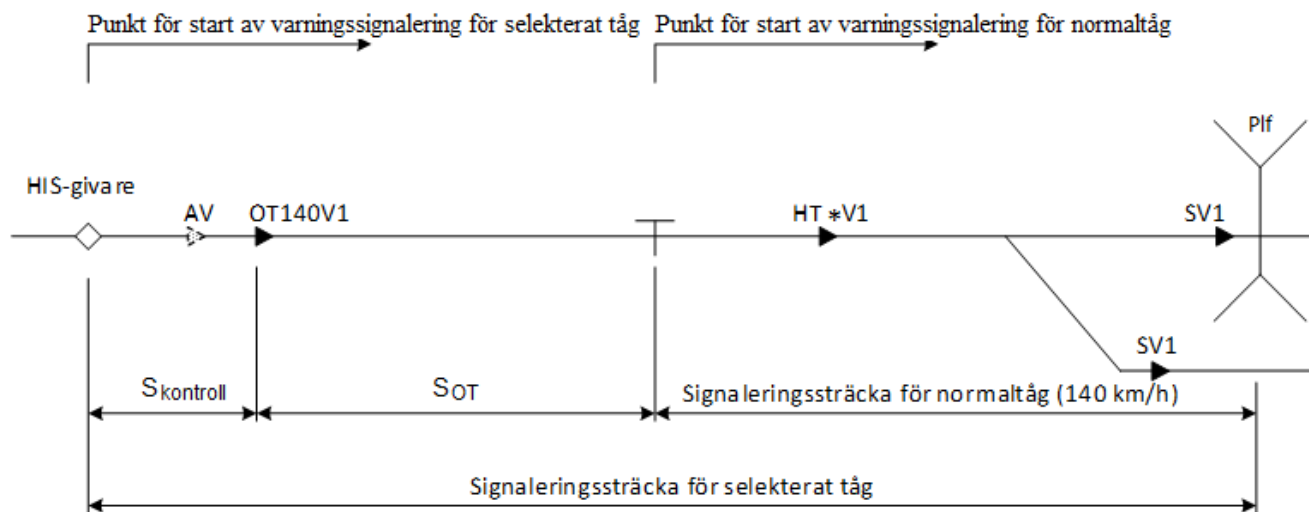 Punkt för start av varningssignalering för selekterat tåg
Punkt för start av varningssignalering för normaltåg
Plf
HIS-givare
AV
OT140V1
HT *V1
SV1
SV1
Skontroll
SOT
Signaleringssträcka för normaltåg (140 km/h)
Signaleringssträcka för selekterat tåg